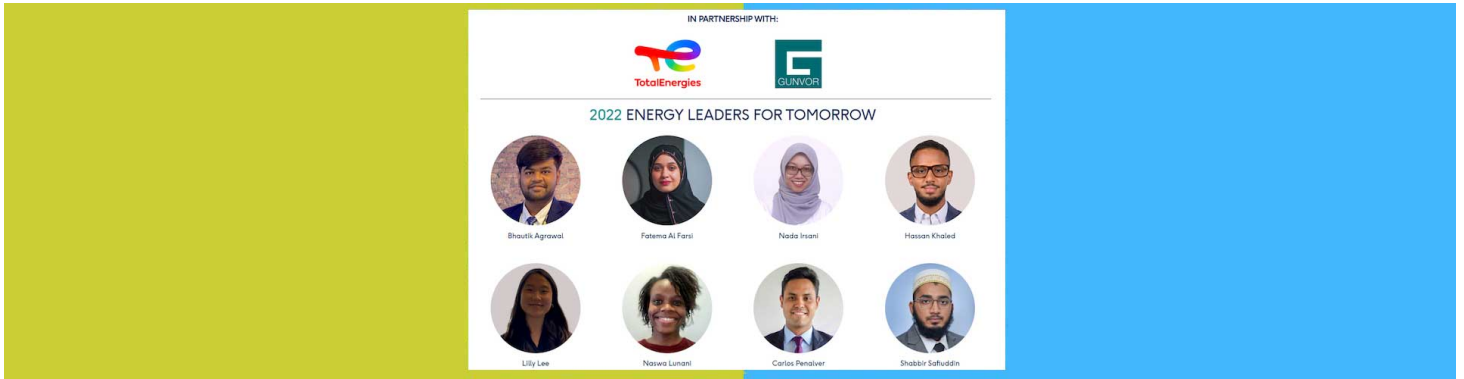 IN PARTNERSHIP WITH:
TotalEnergies
GUNVOR
2022 ENERGY LEADERS FOR TOMORROW
Bhautik Agrawal
Fatema Al Farsi
Nada Irsani
Hassan Khaled
Lilly Lee
Naswa Lunani
Carlos Penalver
Shabbir Safiuddin